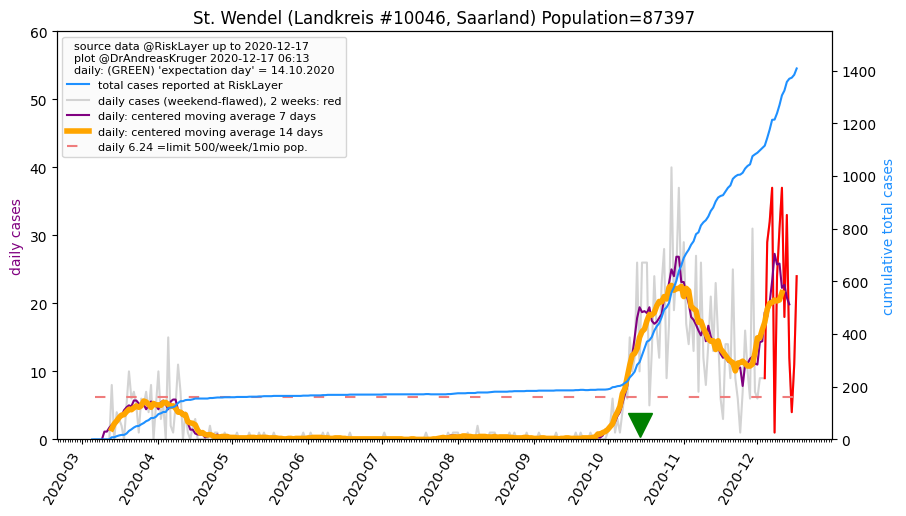 St. Wendel (Landkreis #10046, Saarland) Population=87397
source data @RiskLayer up to 2020-12-17
plot @DrAndreasKruger 2020-12-17 06:13
daily: (GREEN) 'expectation day' = 14.10.2020
total cases reported at RiskLayer
daily cases (weekend-flawed), 2 weeks: red
daily: centered moving average 7 days
daily: centered moving average 14 days
daily 6.24 =limit 500/week/1mio pop.
daily cases
60
50
40
30
20
10
0
cumulative total cases
1400
1200
1000
800
600
400
200
0
2020-03
2020-04
2020-05
2020-06
2020-07
2020-08
2020-09
2020-10
2020-11
2020-12